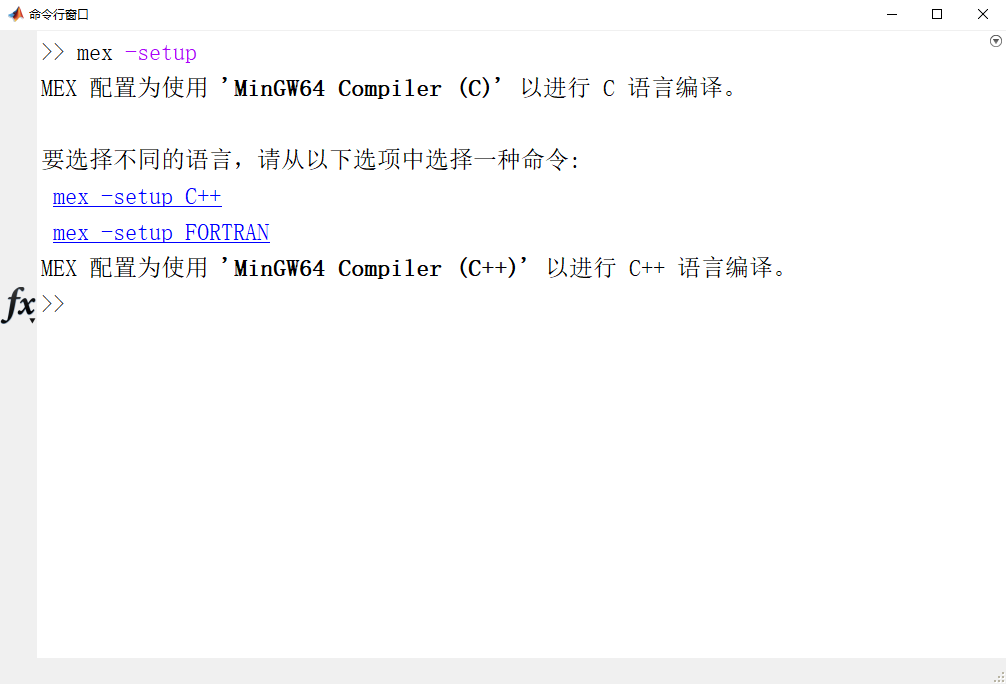 命令行窗口
>> mex -setup
MEX 配置为使用 'MinGW64 Compiler (C)' 以进行 C 语言编译。
要选择不同的语言，请从以下选项中选择一种命令:
mex -setup C++
mex -setup FORTRAN
MEX 配置为使用 'MinGW64 Compiler (C++)' 以进行 C++ 语言编译。
fx >>